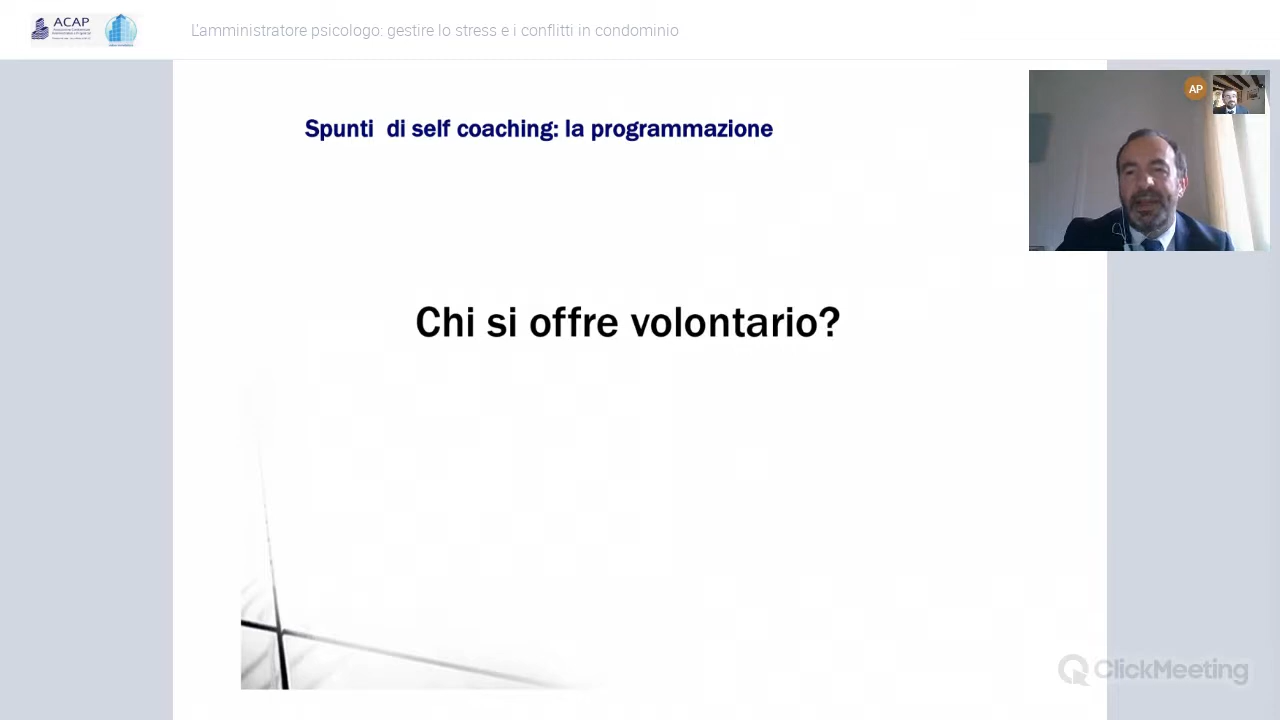 ACAP
L'amministratore psicologo: gestire lo stress e i conflitti in condominio
AP
Spunti di self coaching: la programmazione
Chi si offre volontario?
ClickMeeting